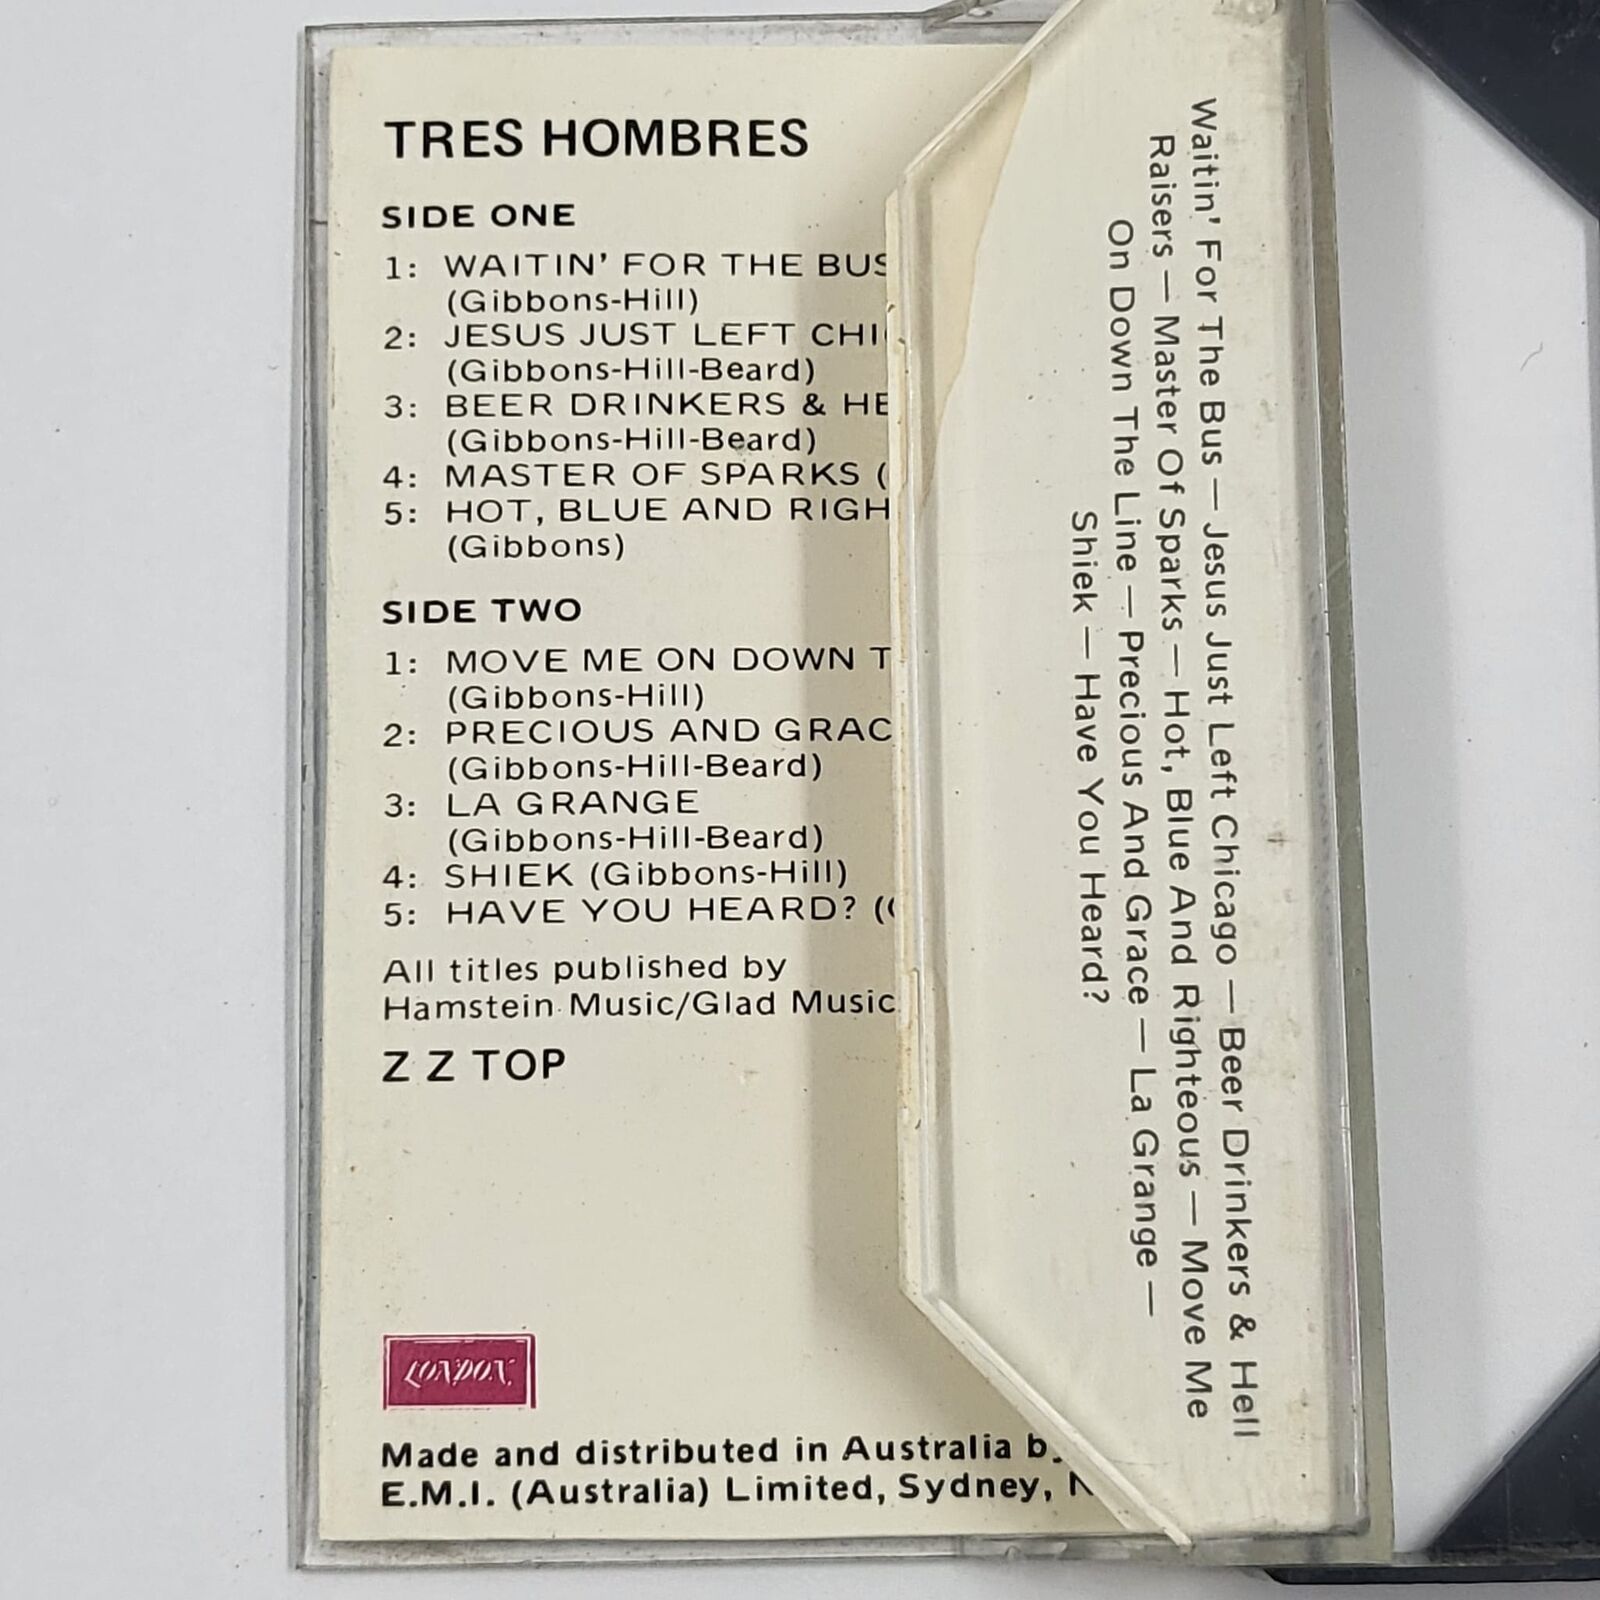 TRES HOMBRES
SIDE ONE
1: WAITIN' FOR THE BUS
(Gibbons-Hill)
2: JESUS JUST LEFT CHI
(Gibbons-Hill-Beard)
3: BEER DRINKERS & HE
(Gibbons-Hill-Beard)
4: MASTER OF SPARKS (
5: HOT, BLUE AND RIGH
(Gibbons)
SIDE TWO
1: MOVE ME ON DOWN T
(Gibbons-Hill)
2: PRECIOUS AND GRAC
(Gibbons-Hill-Beard)
3: LA GRANGE
(Gibbons-Hill-Beard)
4: SHIEK (Gibbons-Hill)
5: HAVE YOU HEARD? (
All titles published by
Hamstein Music/Glad Music
Z Z TOP
LONDON
Made and distributed in Australia b
E.M.I. (Australia) Limited, Sydney, N
Waitin' For The Bus — Jesus Just Left Chicago — Beer Drinkers & Hell
Raisers — Master Of Sparks — Hot, Blue And Righteous — Move Me
On Down The Line — Precious And Grace — La Grange —
Shiek — Have You Heard?